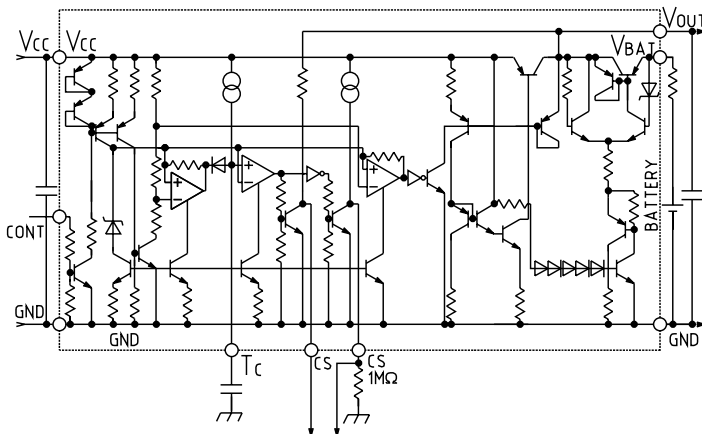 VCC
VCC
VOUT
VBAT
BATTERY
CONT
GND
GND
GND
TC
CS
CS
1MΩ